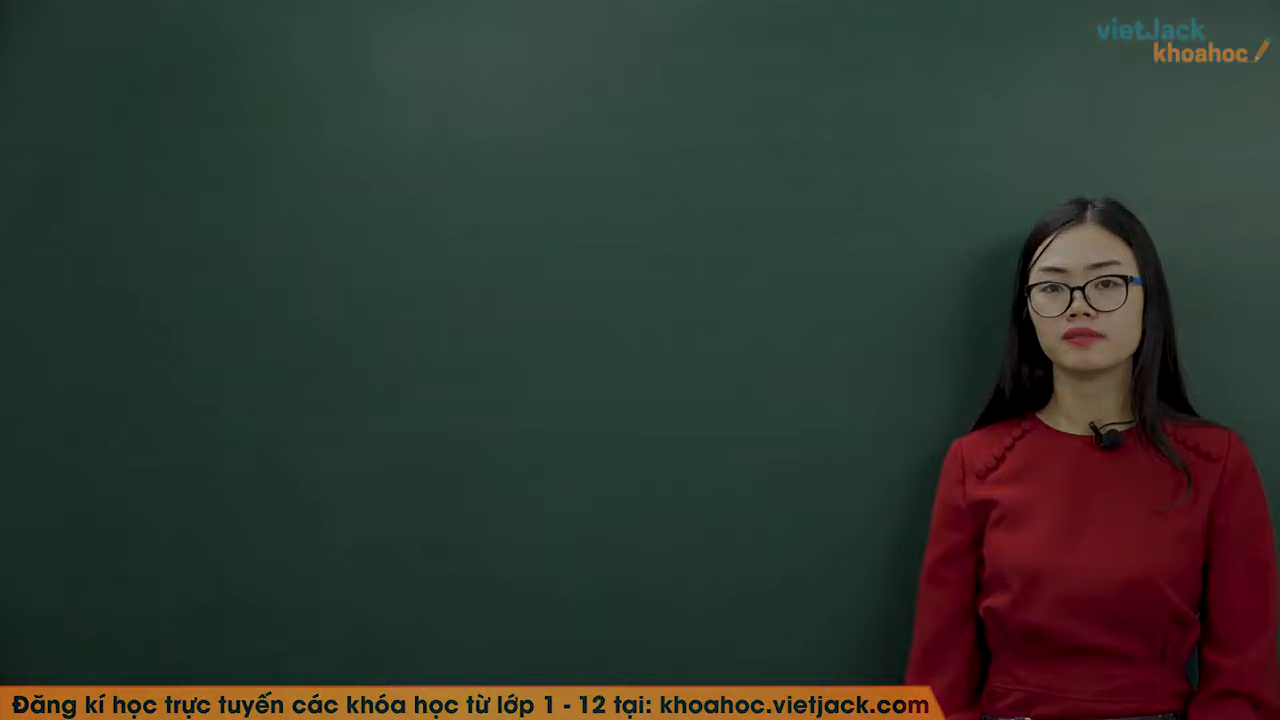 vietJack
khoahoc
Đăng kí học trực tuyến các khóa học từ lớp 1 - 12 tại: khoahoc.vietjack.com